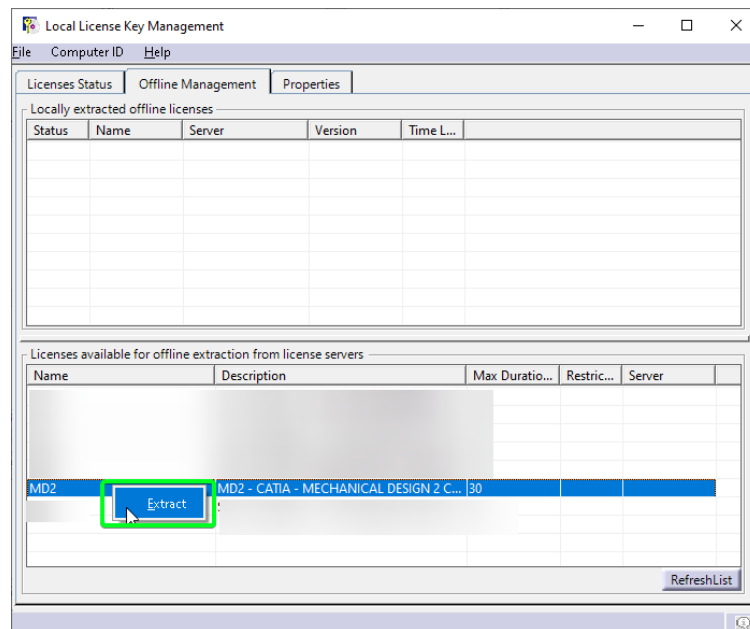 Local License Key Management
File Computer ID Help
Licenses Status Offline Management Properties
Locally extracted offline licenses
Status Name Server Version Time L...
Licenses available for offline extraction from license servers
Name Description Max Duratio... Restric... Server
MD2 MD2 - CATIA - MECHANICAL DESIGN 2 C... 30
Extract
RefreshList